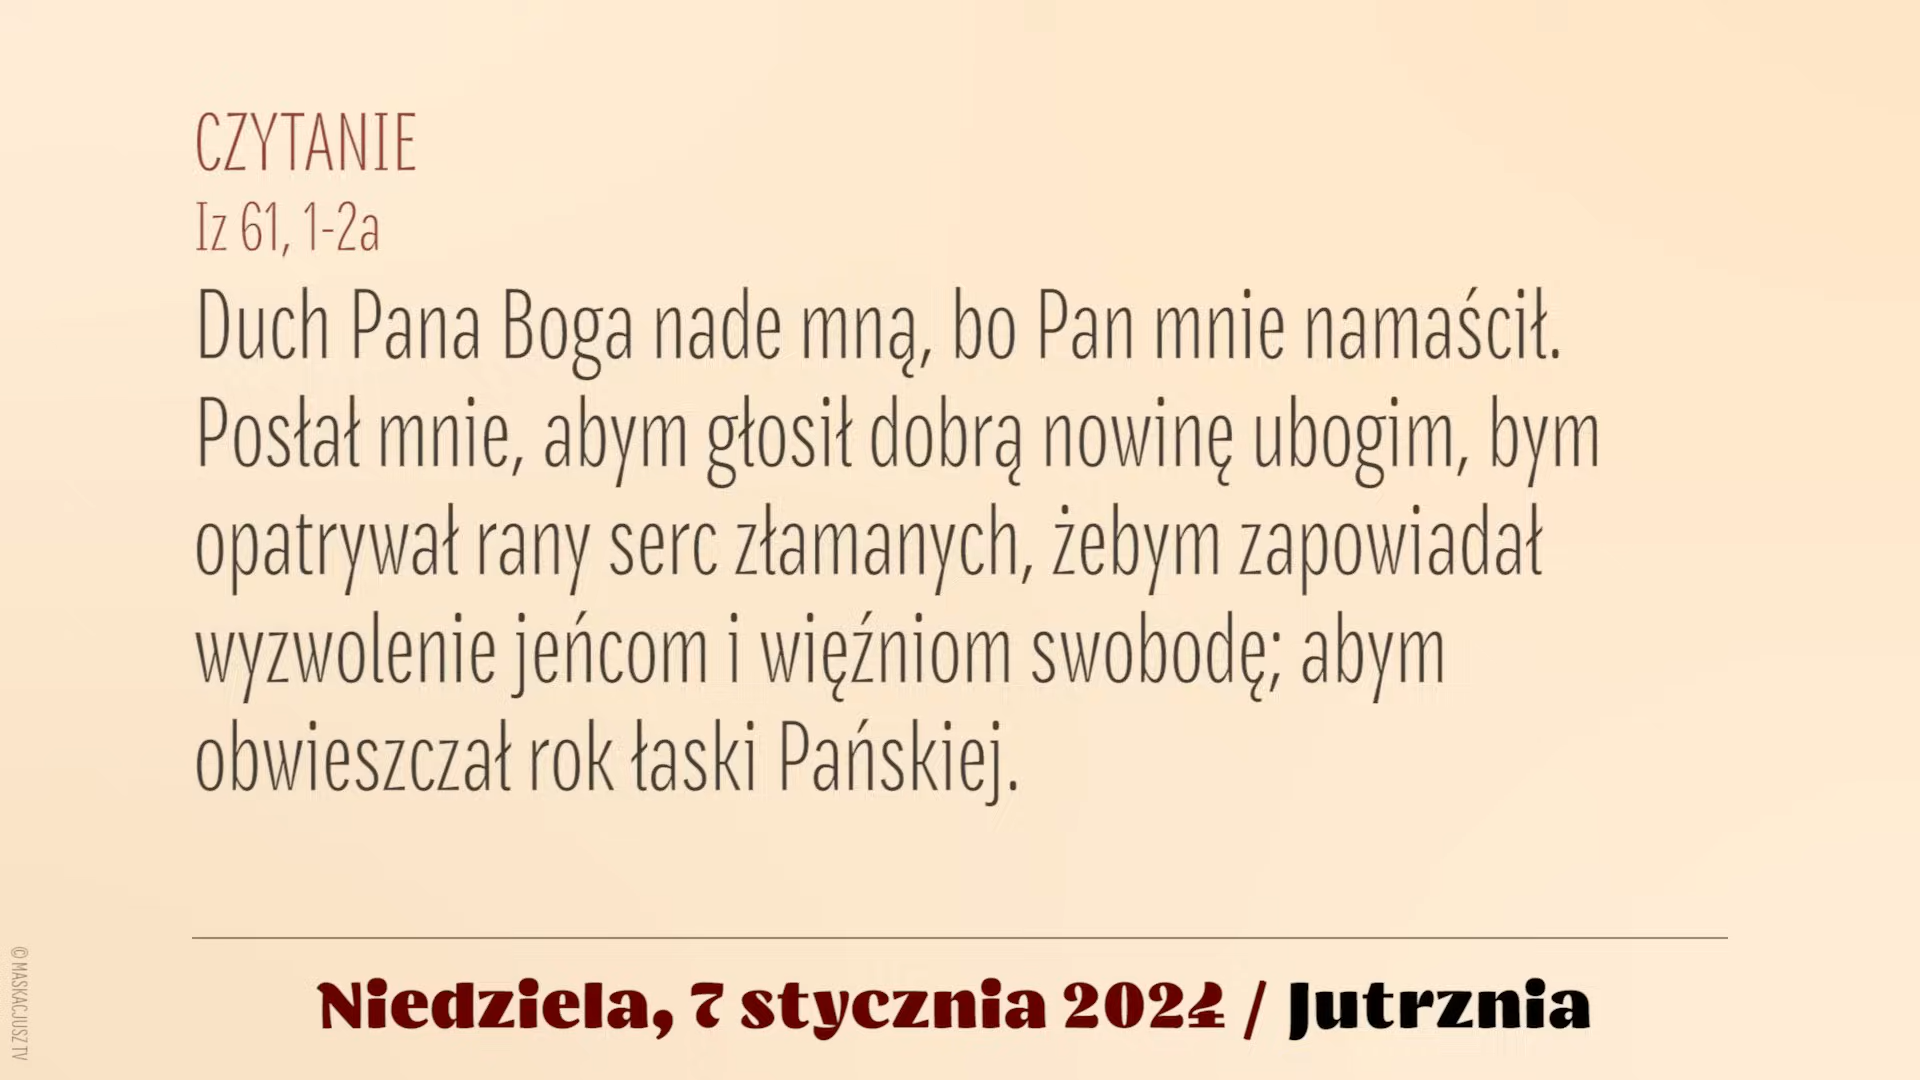 CZYTANIE
Iz 61, 1-2a
Duch Pana Boga nade mną, bo Pan mnie namaścił.
Posłał mnie, abym głosił dobrą nowinę ubogim, bym
opatrywał rany serc złamanych, żebym zapowiadał
wyzwolenie jeńcom i więźniom swobodę; abym
obwieszczał rok łaski Pańskiej.
Niedziela, 7 stycznia 2024 / Jutrznia
© MASKACJUSZ TV